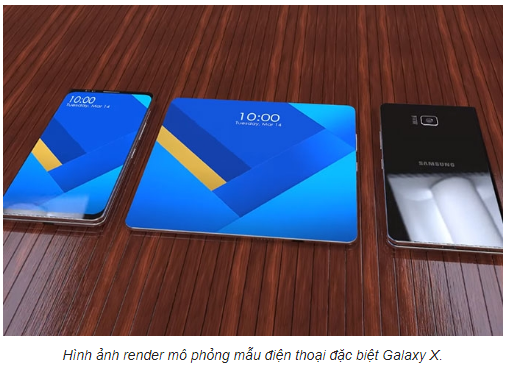 10:00
Tuesday, Mar 14
10:00
Tuesday, Mar 14
SAMSUNG
Hình ảnh render mô phỏng mẫu điện thoại đặc biệt Galaxy X.